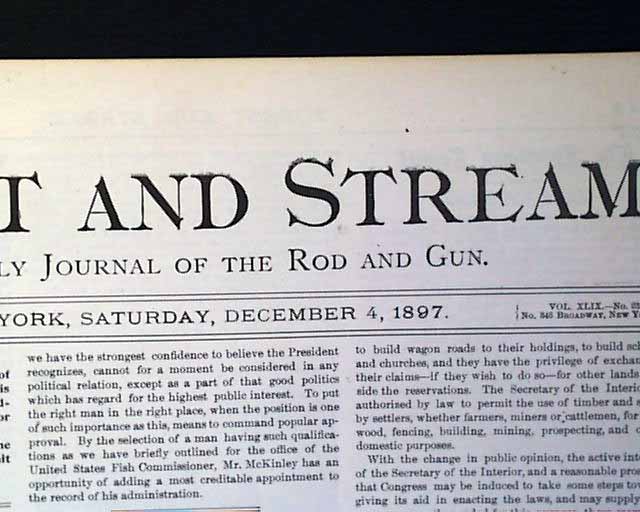 T AND STREAM
LY JOURNAL OF THE ROD AND GUN.
YORK, SATURDAY, DECEMBER 4, 1897.
VOL. XLIX.—No.
No. 346 BROADWAY, NEW
of
is
d-
or
he
it
we have the strongest confidence to believe the President
recognizes, cannot for a moment be considered in any
political relation, except as a part of that good politics
which has regard for the highest public interest. To put
the right man in the right place, when the position is one
of such importance as this, means to command popular ap-
proval. By the selection of a man having such qualifica-
tions as we have briefly outlined for the office of the
United States Fish Commissioner, Mr. McKinley has an
opportunity of adding a most creditable appointment to
the record of his administration.
to build wagon roads to their holdings, to build sch
and churches, and they have the privilege of exchan
their claims—if they wish to do so—for other lands
side the reservations. The Secretary of the Interi
authorized by law to permit the use of timber and s
by settlers, whether farmers, miners or cattlemen, for
wood, fencing, building, mining, prospecting, and o
domestic purposes.
With the change in public opinion, the active int
of the Secretary of the Interior, and a reasonable pros
that Congress may be induced to take some steps tow
giving its aid in enacting the laws, and may supply